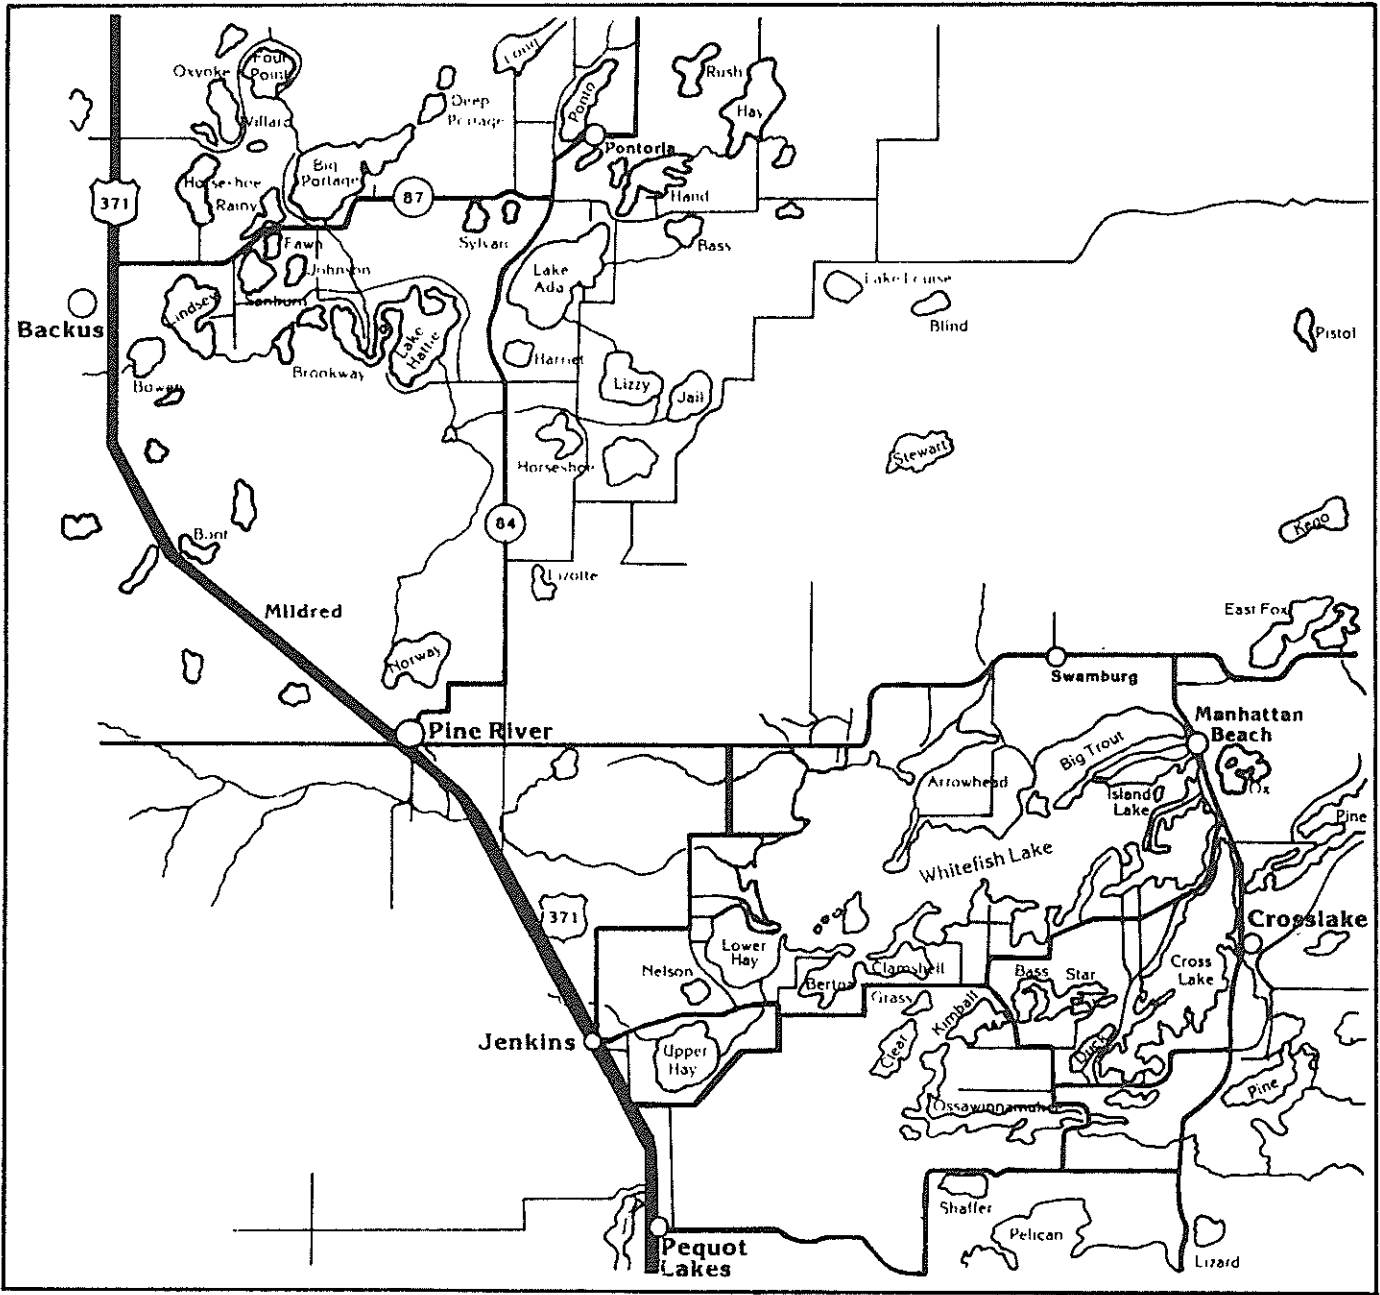 Long
Four
Point
Oxyoke
Rush
Ponto
Deep
Portage
Hay
Willard
Pontoria
Big
Portage
Horseshoe
371
Rainy
87
Hand
Sylvan
Bass
Fawn
Johnson
Lake
Ada
Lake Louise
Lindsey
Sanburn
Blind
Backus
Pistol
Lake
Hattie
Harriet
Brookway
Bowen
Lizzy
Jail
Stewart
Horseshoe
84
Keno
Bont
Lizotte
Mildred
East Fox
Norway
Swamburg
Pine River
Manhattan
Beach
Big Trout
Arrowhead
Island
Lake
Ox
Pine
Whitefish Lake
371
Crosslake
Lower
Hay
Nelson
Bertha
Clamshell
Bass
Star
Cross
Lake
Grass
Kimball
Jenkins
Clear
Duck
Upper
Hay
Pine
Ossawinnamakee
Shaffer
Pelican
Lizard
Pequot
Lakes